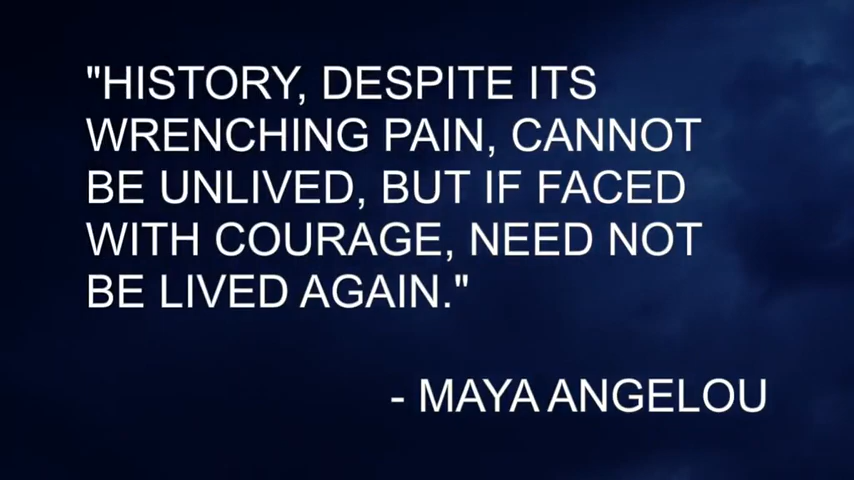 "HISTORY, DESPITE ITS
WRENCHING PAIN, CANNOT
BE UNLIVED, BUT IF FACED
WITH COURAGE, NEED NOT
BE LIVED AGAIN."
- MAYA ANGELOU